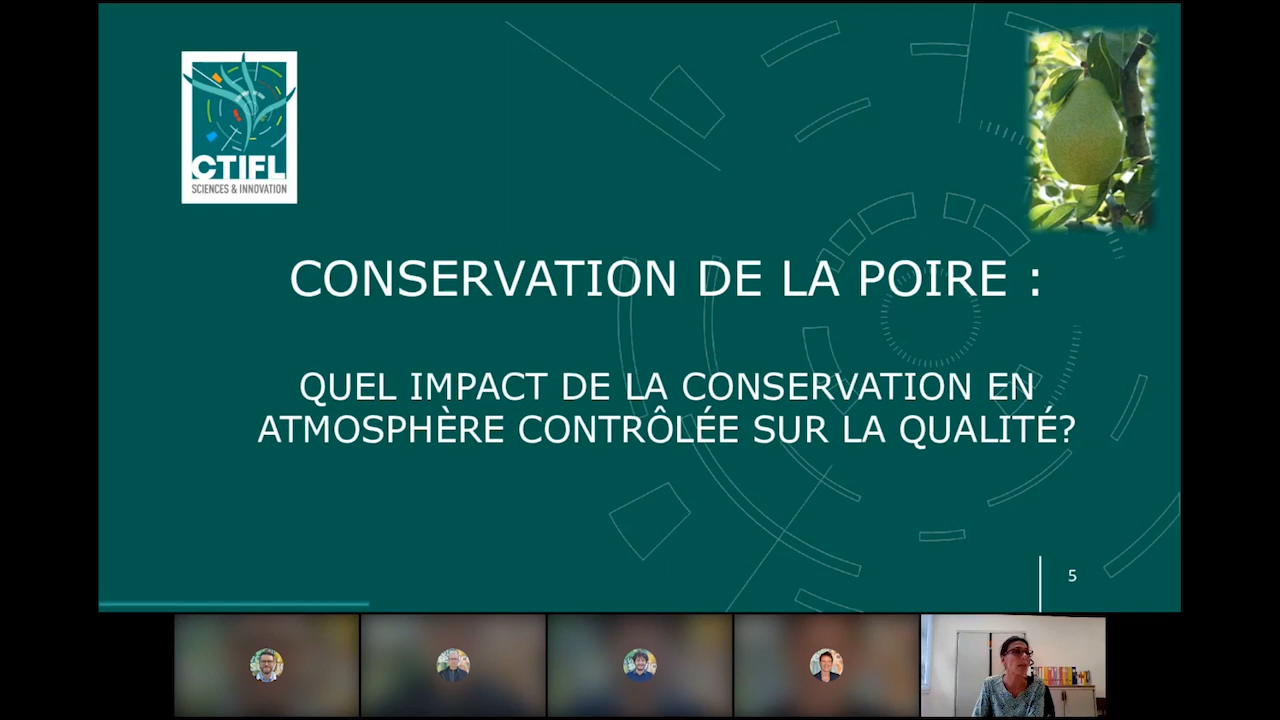 CTIFL
SCIENCES & INNOVATION
CONSERVATION DE LA POIRE :
QUEL IMPACT DE LA CONSERVATION EN
ATMOSPHÈRE CONTRÔLÉE SUR LA QUALITÉ?
5